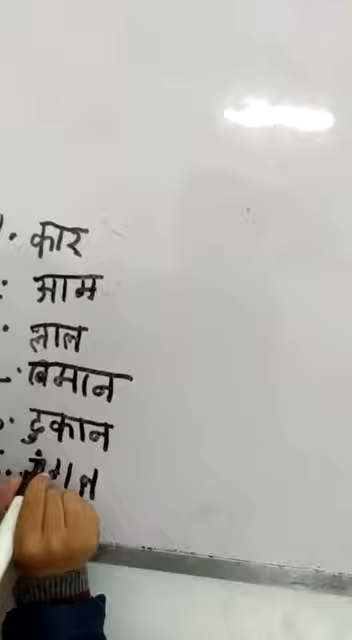 कार
आम
लाल
बिमान
दुकान